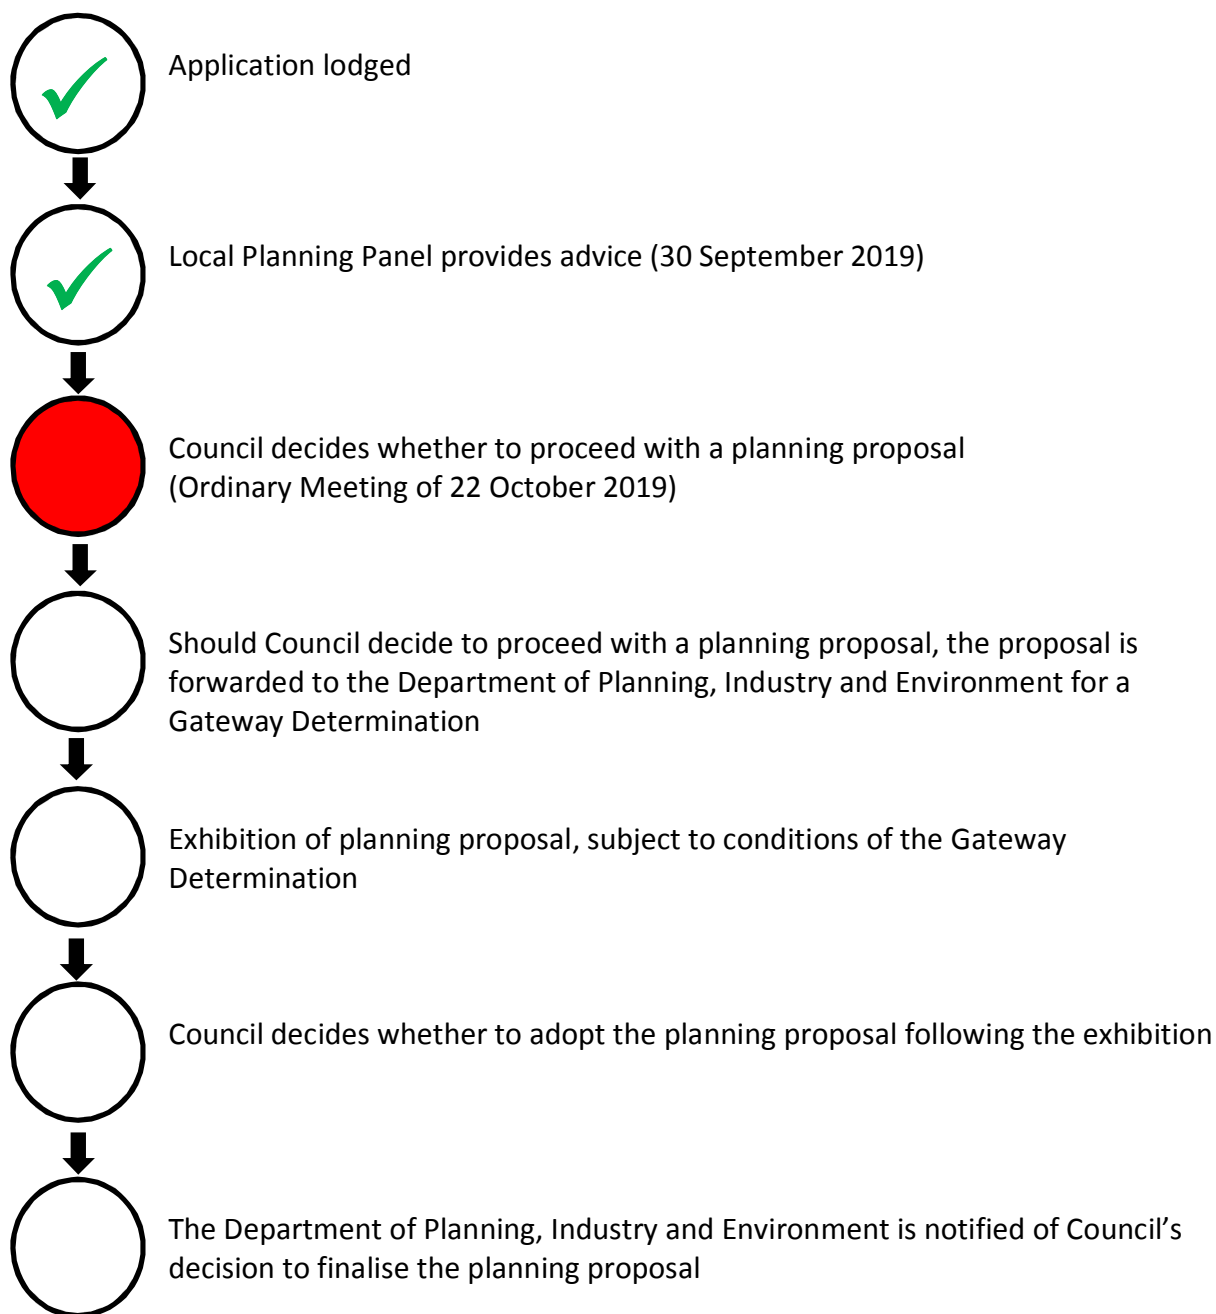 Application lodged
Local Planning Panel provides advice (30 September 2019)
Council decides whether to proceed with a planning proposal
(Ordinary Meeting of 22 October 2019)
Should Council decide to proceed with a planning proposal, the proposal is
forwarded to the Department of Planning, Industry and Environment for a
Gateway Determination
Exhibition of planning proposal, subject to conditions of the Gateway
Determination
Council decides whether to adopt the planning proposal following the exhibition
The Department of Planning, Industry and Environment is notified of Council’s
decision to finalise the planning proposal